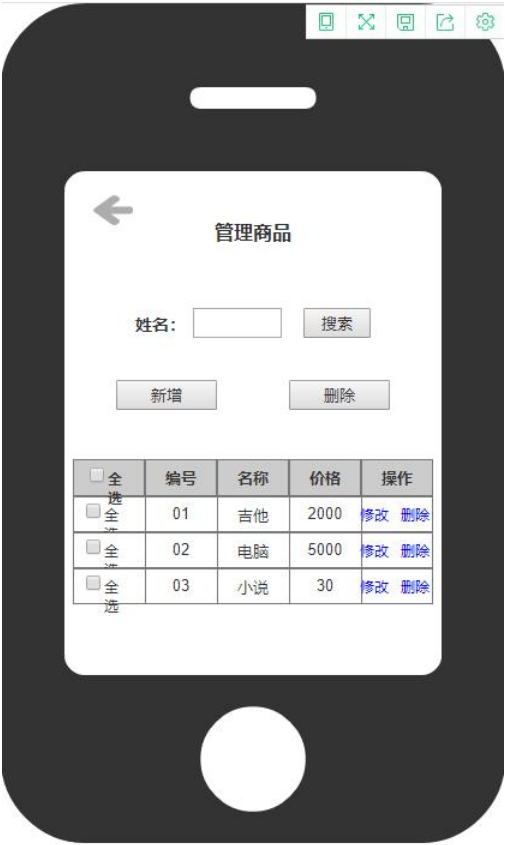 管理商品
姓名： 搜索
新增 删除
全选 编号 名称 价格 操作
全选 01 吉他 2000 修改 删除
全选 02 电脑 5000 修改 删除
全选 03 小说 30 修改 删除